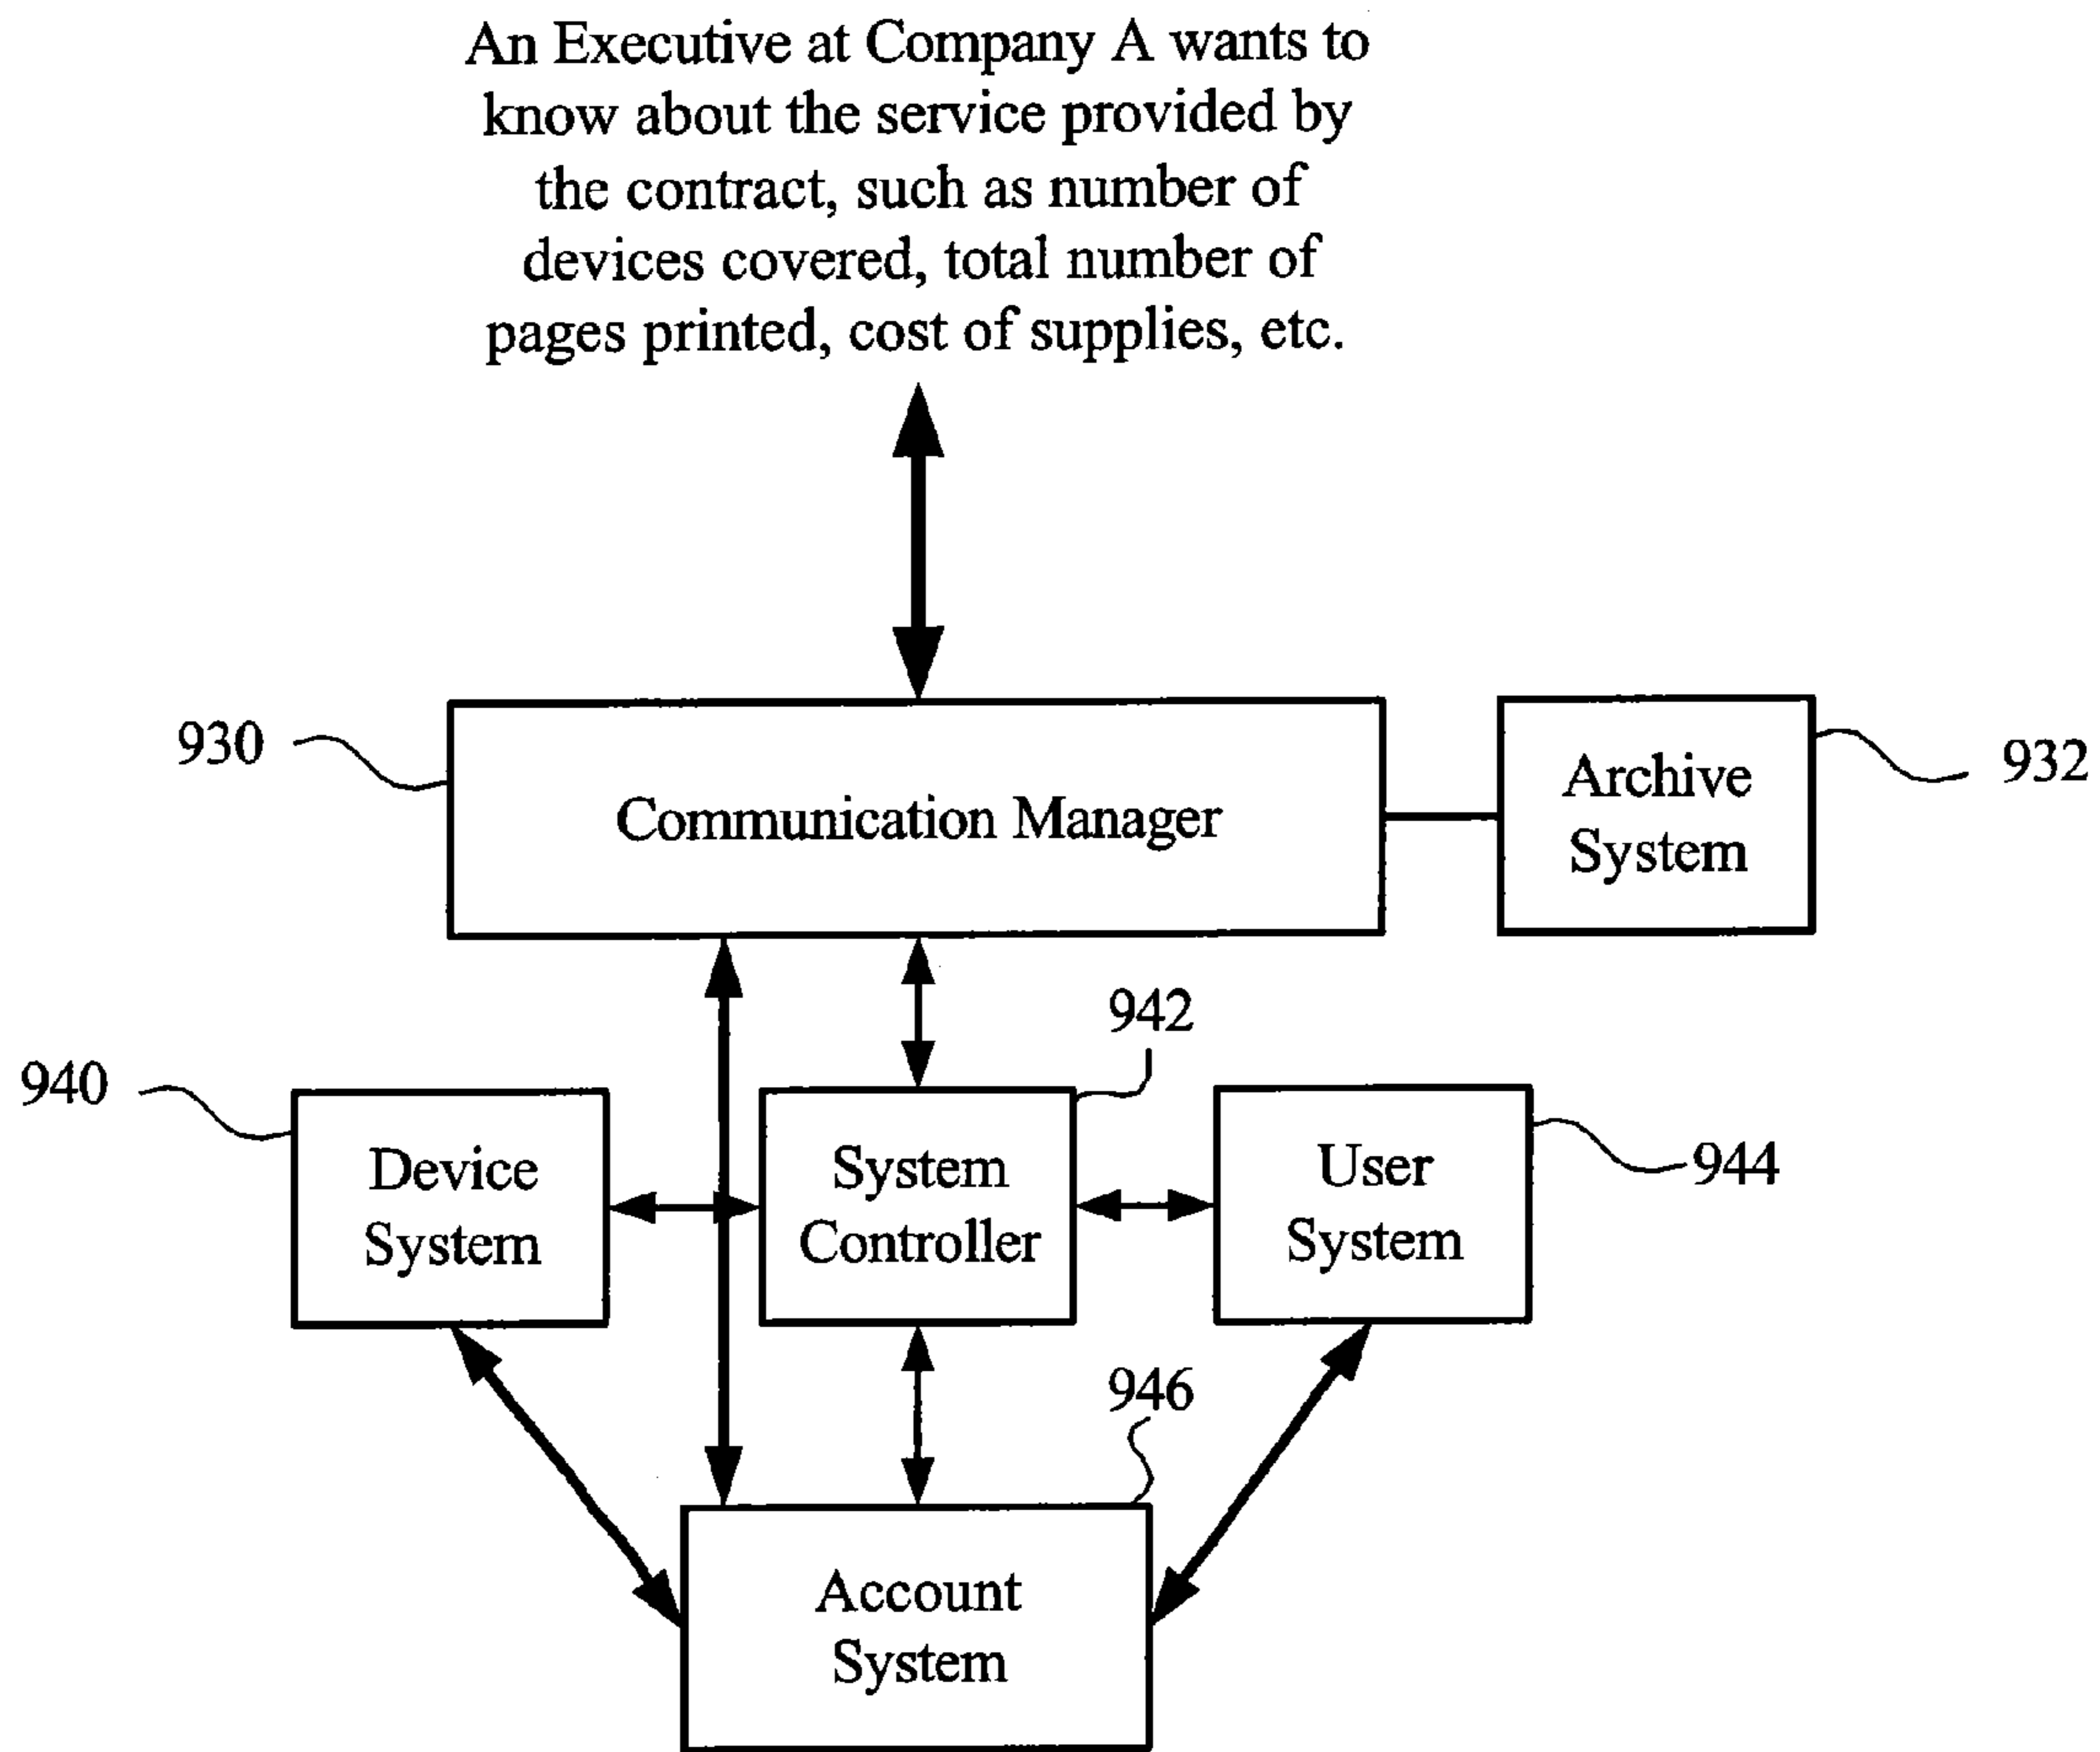 An Executive at Company A wants to
know about the service provided by
the contract, such as number of
devices covered, total number of
pages printed, cost of supplies, etc.
930
Communication Manager
Archive
System
932
942
940
Device
System
System
Controller
User
System
944
946
Account
System